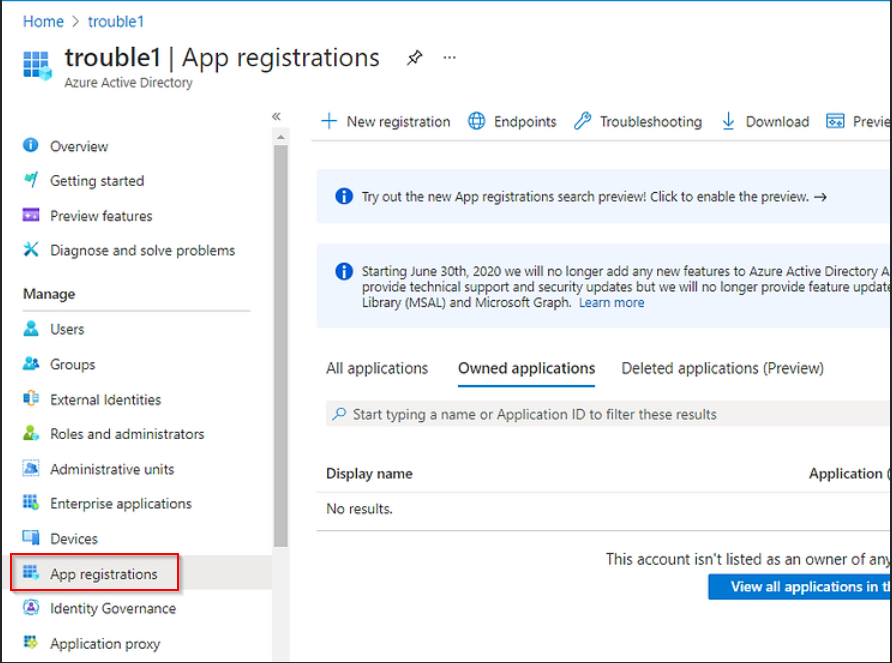 Home > trouble1
trouble1 | App registrations
Azure Active Directory
Overview
Getting started
Preview features
Diagnose and solve problems
Manage
Users
Groups
External Identities
Roles and administrators
Administrative units
Enterprise applications
Devices
App registrations
Identity Governance
Application proxy
New registration Endpoints Troubleshooting Download Previe
Try out the new App registrations search preview! Click to enable the preview. →
Starting June 30th, 2020 we will no longer add any new features to Azure Active Directory A
provide technical support and security updates but we will no longer provide feature update
Library (MSAL) and Microsoft Graph. Learn more
All applications Owned applications Deleted applications (Preview)
Start typing a name or Application ID to filter these results
Display name Application (
No results.
This account isn't listed as an owner of any
View all applications in th